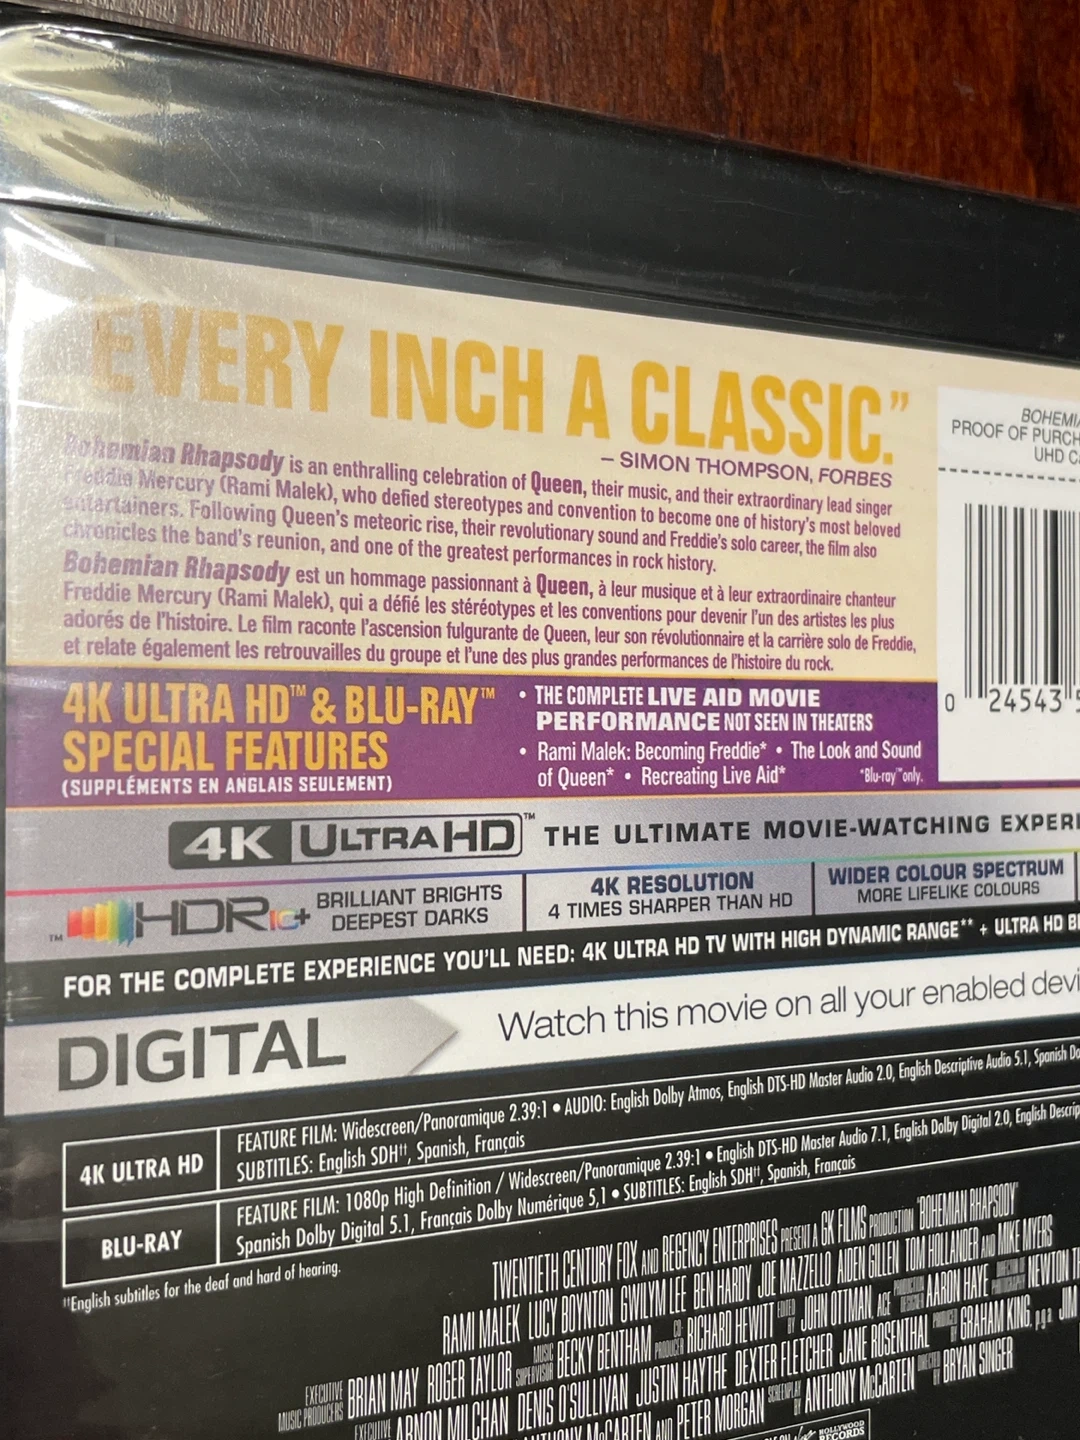 EVERY INCH A CLASSIC.”
– SIMON THOMPSON, FORBES
Bohemian Rhapsody is an enthralling celebration of Queen, their music, and their extraordinary lead singer
Freddie Mercury (Rami Malek), who defied stereotypes and convention to become one of history's most beloved
entertainers. Following Queen's meteoric rise, their revolutionary sound and Freddie's solo career, the film also
chronicles the band's reunion, and one of the greatest performances in rock history.
Bohemian Rhapsody est un hommage passionnant à Queen, à leur musique et à leur extraordinaire chanteur
Freddie Mercury (Rami Malek), qui a défié les stéréotypes et les conventions pour devenir l'un des artistes les plus
adorés de l'histoire. Le film raconte l'ascension fulgurante de Queen, leur son révolutionnaire et la carrière solo de Freddie,
et relate également les retrouvailles du groupe et l'une des plus grandes performances de l'histoire du rock.
BOHEMI
PROOF OF PURCH
UHD C
0 24543 5
4K ULTRA HD™ & BLU-RAY™
SPECIAL FEATURES
(SUPPLÉMENTS EN ANGLAIS SEULEMENT)
• THE COMPLETE LIVE AID MOVIE
PERFORMANCE NOT SEEN IN THEATERS
• Rami Malek: Becoming Freddie* • The Look and Sound
of Queen* • Recreating Live Aid*
*Blu-ray™ only.
4K ULTRA HD™ THE ULTIMATE MOVIE-WATCHING EXPERI
™ HDR10+ BRILLIANT BRIGHTS
DEEPEST DARKS
4K RESOLUTION
4 TIMES SHARPER THAN HD
WIDER COLOUR SPECTRUM
MORE LIFELIKE COLOURS
FOR THE COMPLETE EXPERIENCE YOU'LL NEED: 4K ULTRA HD TV WITH HIGH DYNAMIC RANGE** + ULTRA HD B
DIGITAL
Watch this movie on all your enabled devi
4K ULTRA HD
FEATURE FILM: Widescreen/Panoramique 2.39:1 • AUDIO: English Dolby Atmos, English DTS-HD Master Audio 2.0, English Descriptive Audio 5.1, Spanish Do
SUBTITLES: English SDH††, Spanish, Français
BLU-RAY
FEATURE FILM: 1080p High Definition / Widescreen/Panoramique 2.39:1 • English DTS-HD Master Audio 7.1, English Dolby Digital 2.0, English Descrip
Spanish Dolby Digital 5.1, Français Dolby Numérique 5,1 • SUBTITLES: English SDH††, Spanish, Français
††English subtitles for the deaf and hard of hearing.
TWENTIETH CENTURY FOX AND REGENCY ENTERPRISES PRESENT A GK FILMS PRODUCTION "BOHEMIAN RHAPSODY"
RAMI MALEK LUCY BOYNTON GWILYM LEE BEN HARDY JOE MAZZELLO AIDEN GILLEN TOM HOLLANDER AND MIKE MYERS
EXECUTIVE MUSIC PRODUCERS BRIAN MAY ROGER TAYLOR MUSIC SUPERVISOR BECKY BENTHAM CO-PRODUCER RICHARD HEWITT EDITED BY JOHN OTTMAN, ACE PRODUCTION DESIGNER AARON HAYE DIRECTOR OF PHOTOGRAPHY NEWTON T
EXECUTIVE ARNON MILCHAN DENIS O'SULLIVAN JUSTIN HAYTHE DEXTER FLETCHER JANE ROSENTHAL PRODUCED BY GRAHAM KING, p.g.a. JIM
ANTHONY McCARTEN AND PETER MORGAN SCREENPLAY BY ANTHONY McCARTEN DIRECTED BY BRYAN SINGER
HOLLYWOOD
RECORDS